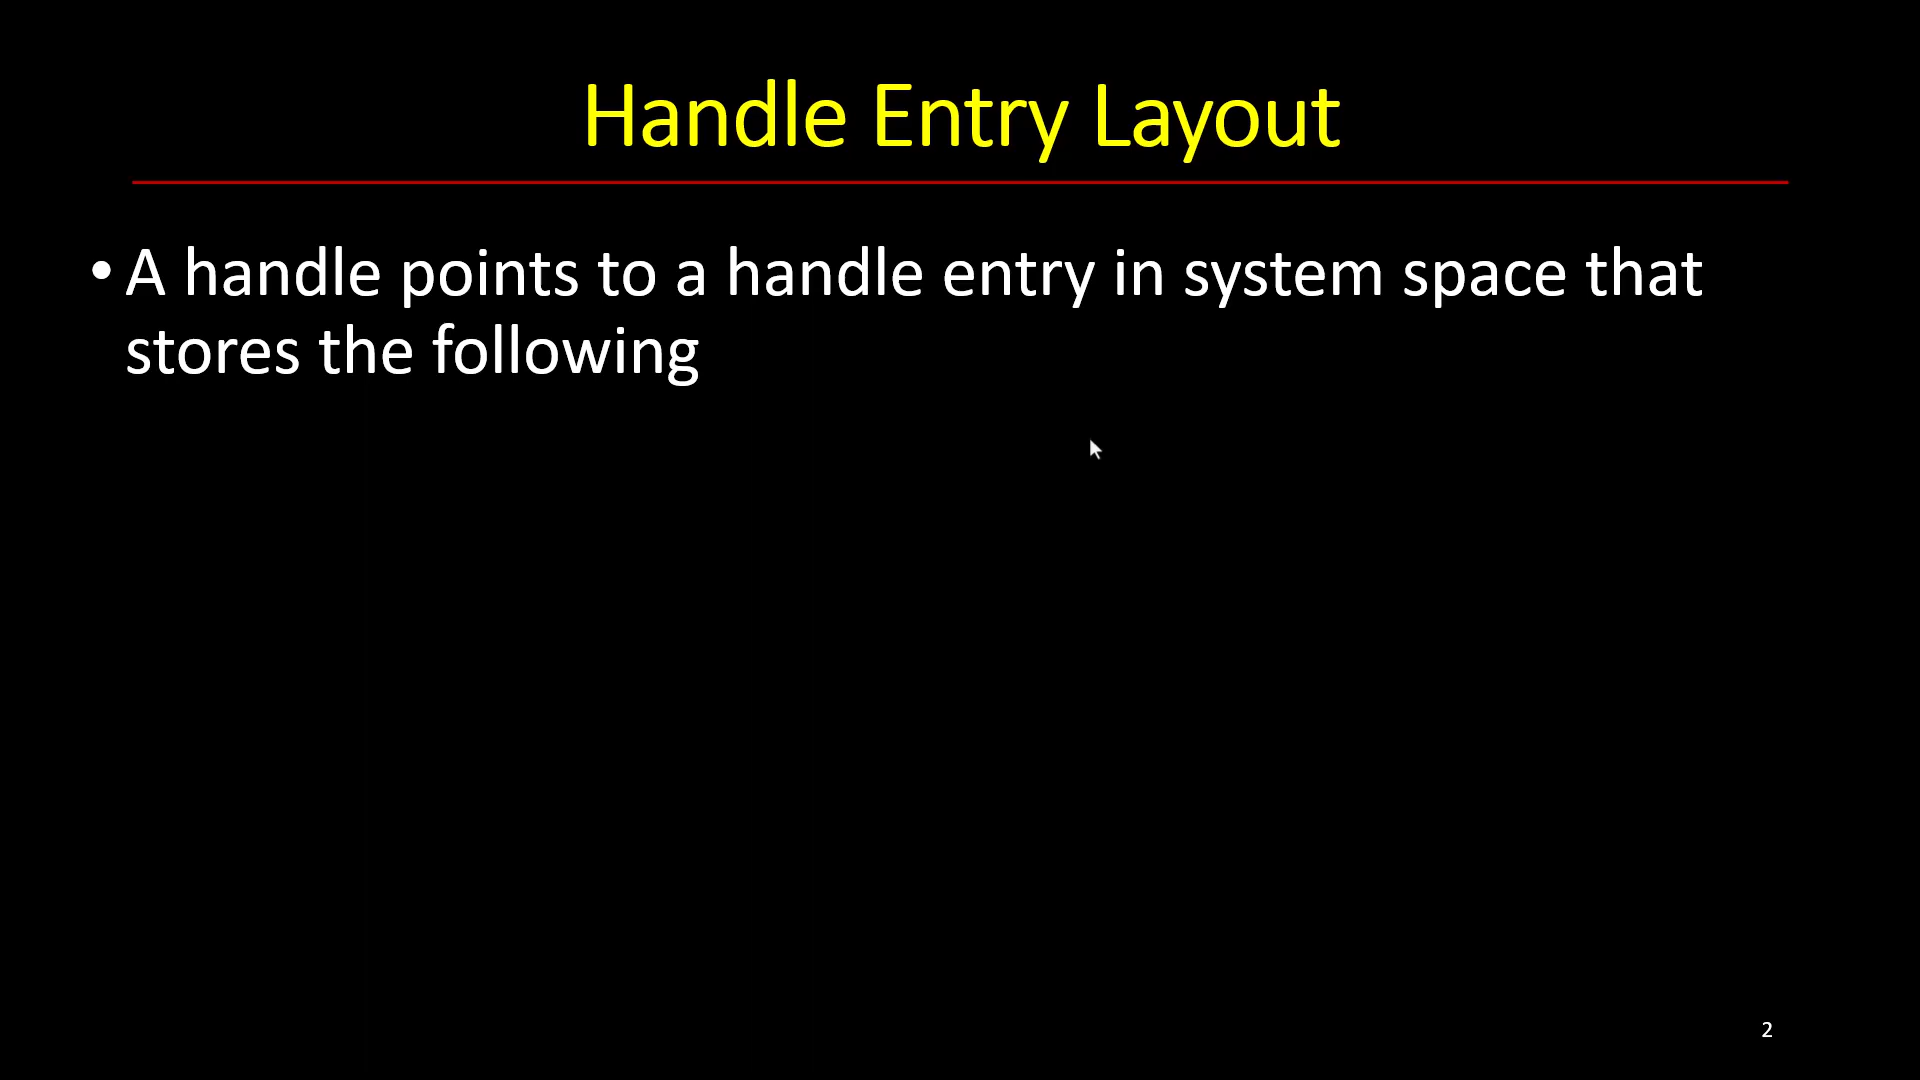 Handle Entry Layout
• A handle points to a handle entry in system space that
stores the following
2